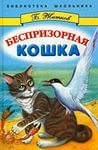 БИБЛИОТЕКА ШКОЛЬНИКА
Б. Житков
БЕСПРИЗОРНАЯ
КОШКА